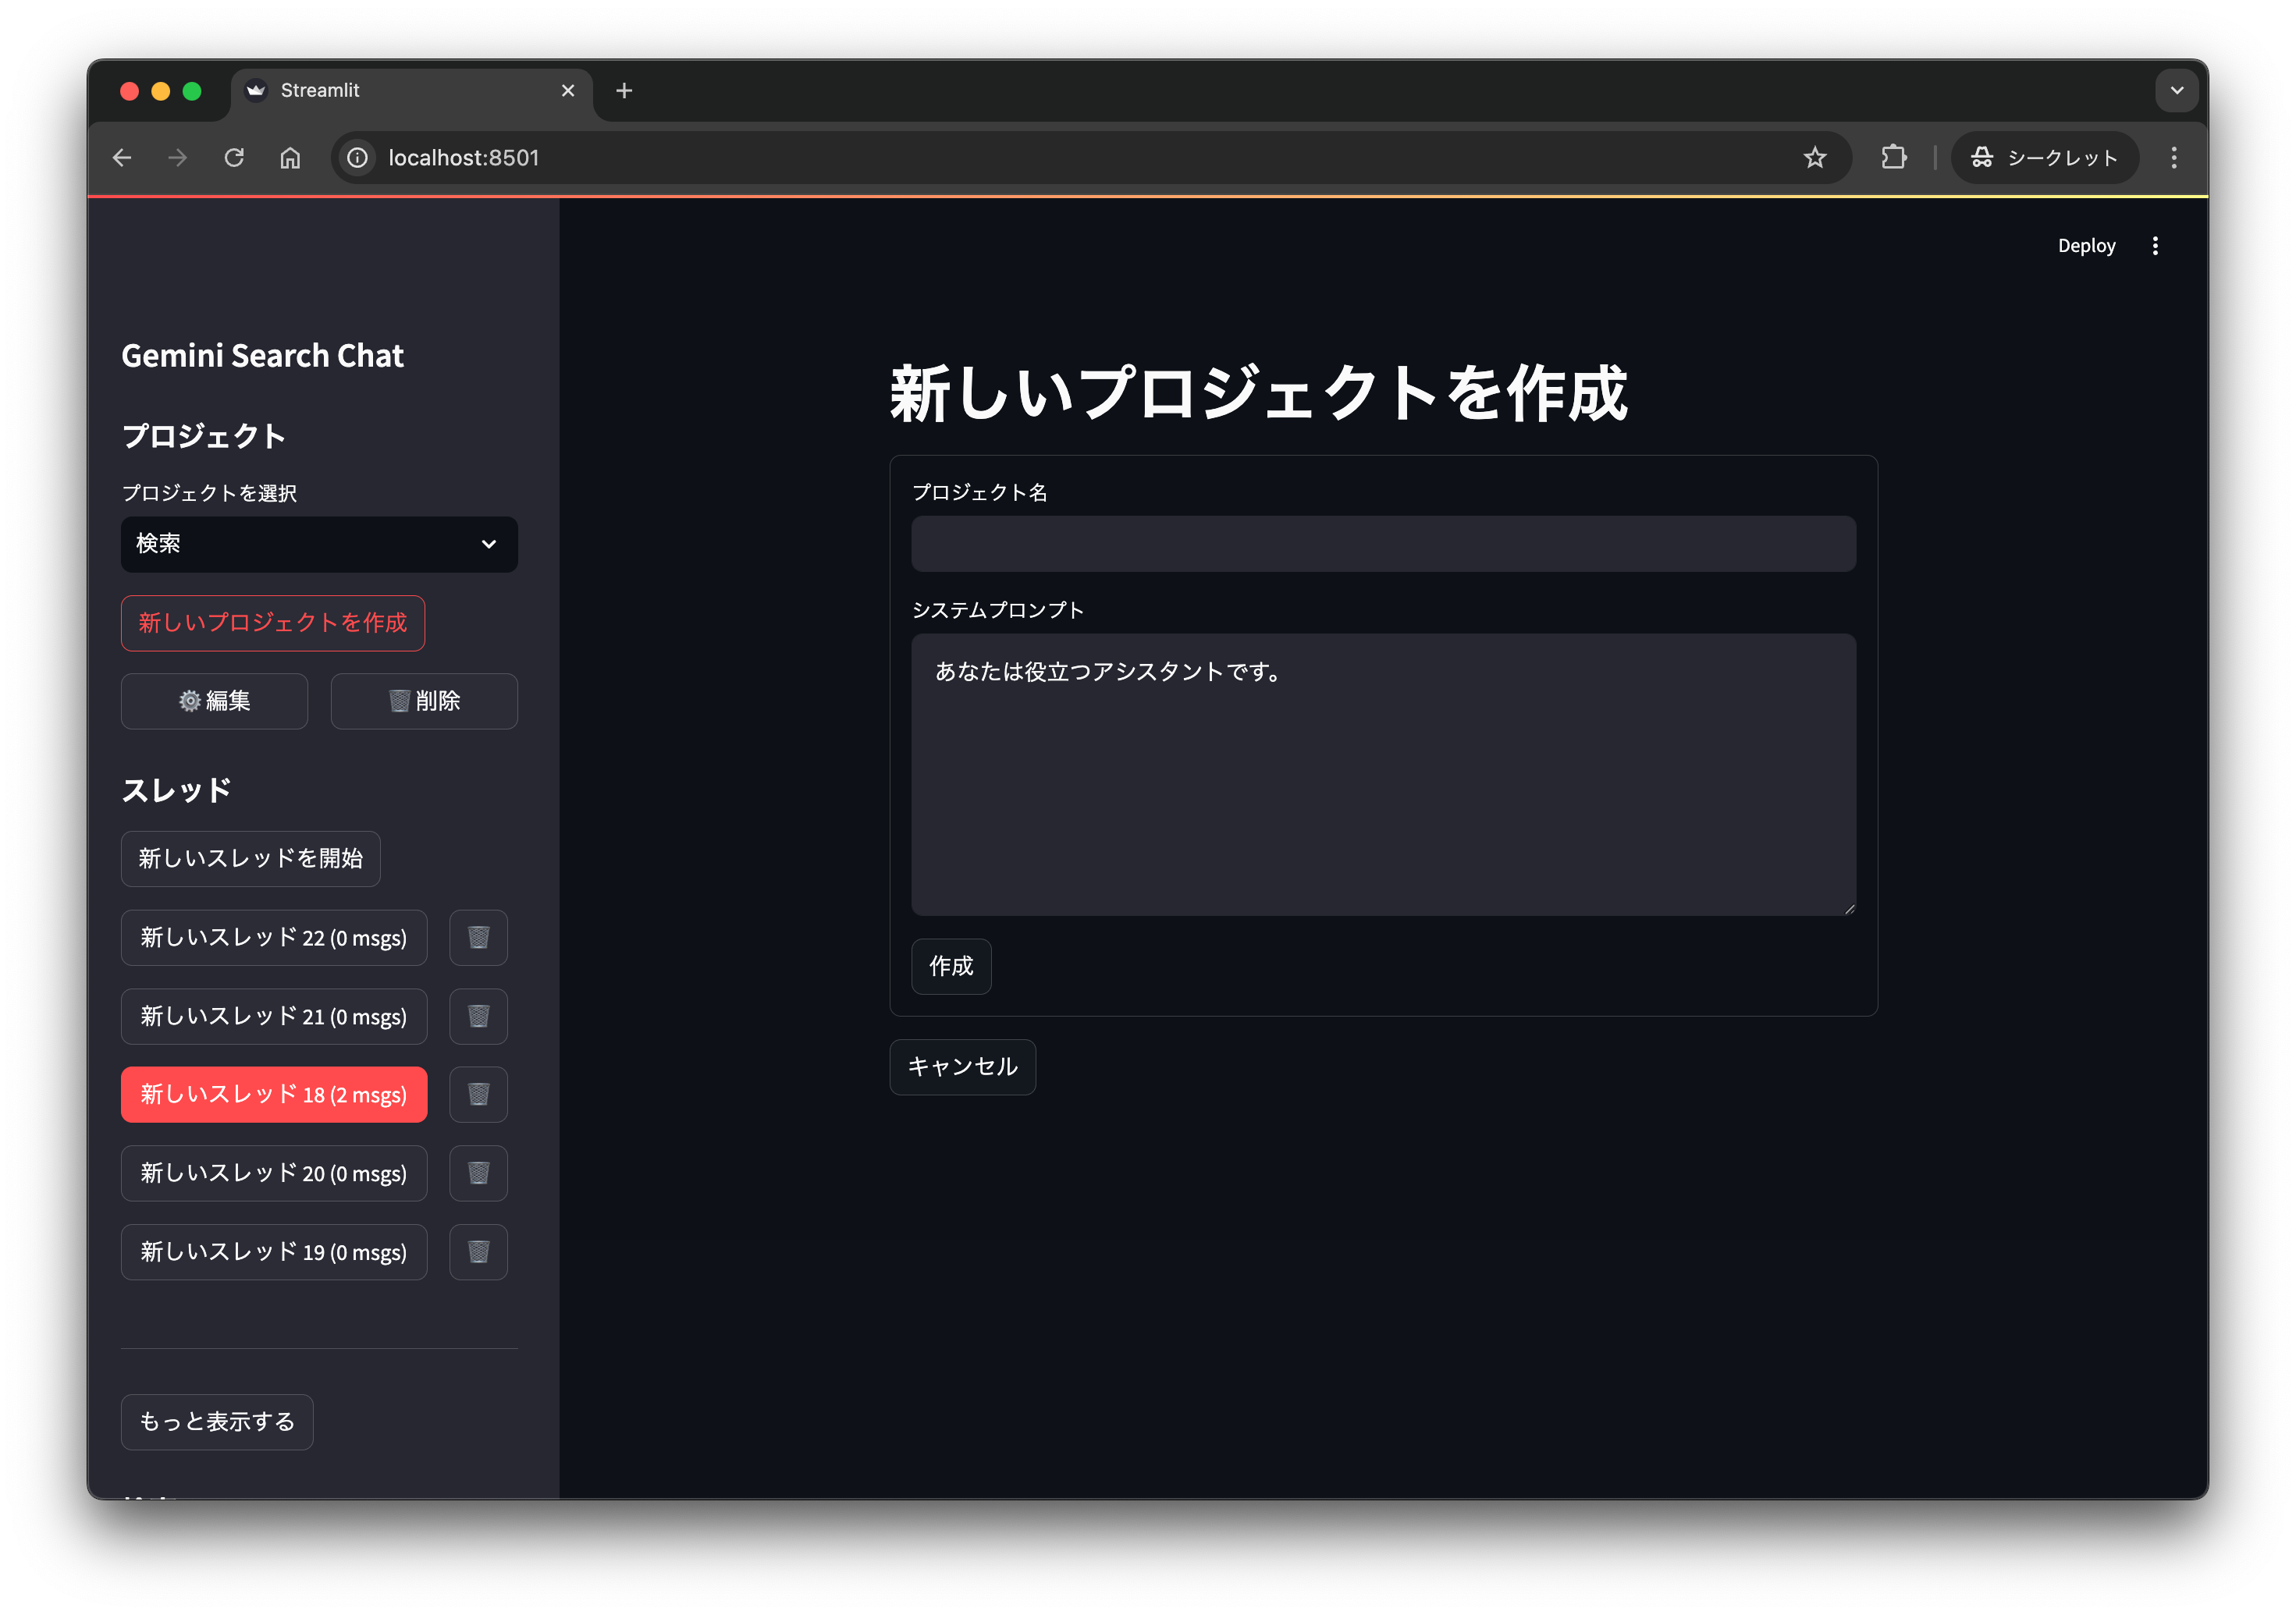 Streamlit
localhost:8501
シークレット
Deploy
Gemini Search Chat
プロジェクト
プロジェクトを選択
検索
新しいプロジェクトを作成
編集
削除
スレッド
新しいスレッドを開始
新しいスレッド 22 (0 msgs)
新しいスレッド 21 (0 msgs)
新しいスレッド 18 (2 msgs)
新しいスレッド 20 (0 msgs)
新しいスレッド 19 (0 msgs)
もっと表示する
新しいプロジェクトを作成
プロジェクト名
システムプロンプト
あなたは役立つアシスタントです。
作成
キャンセル